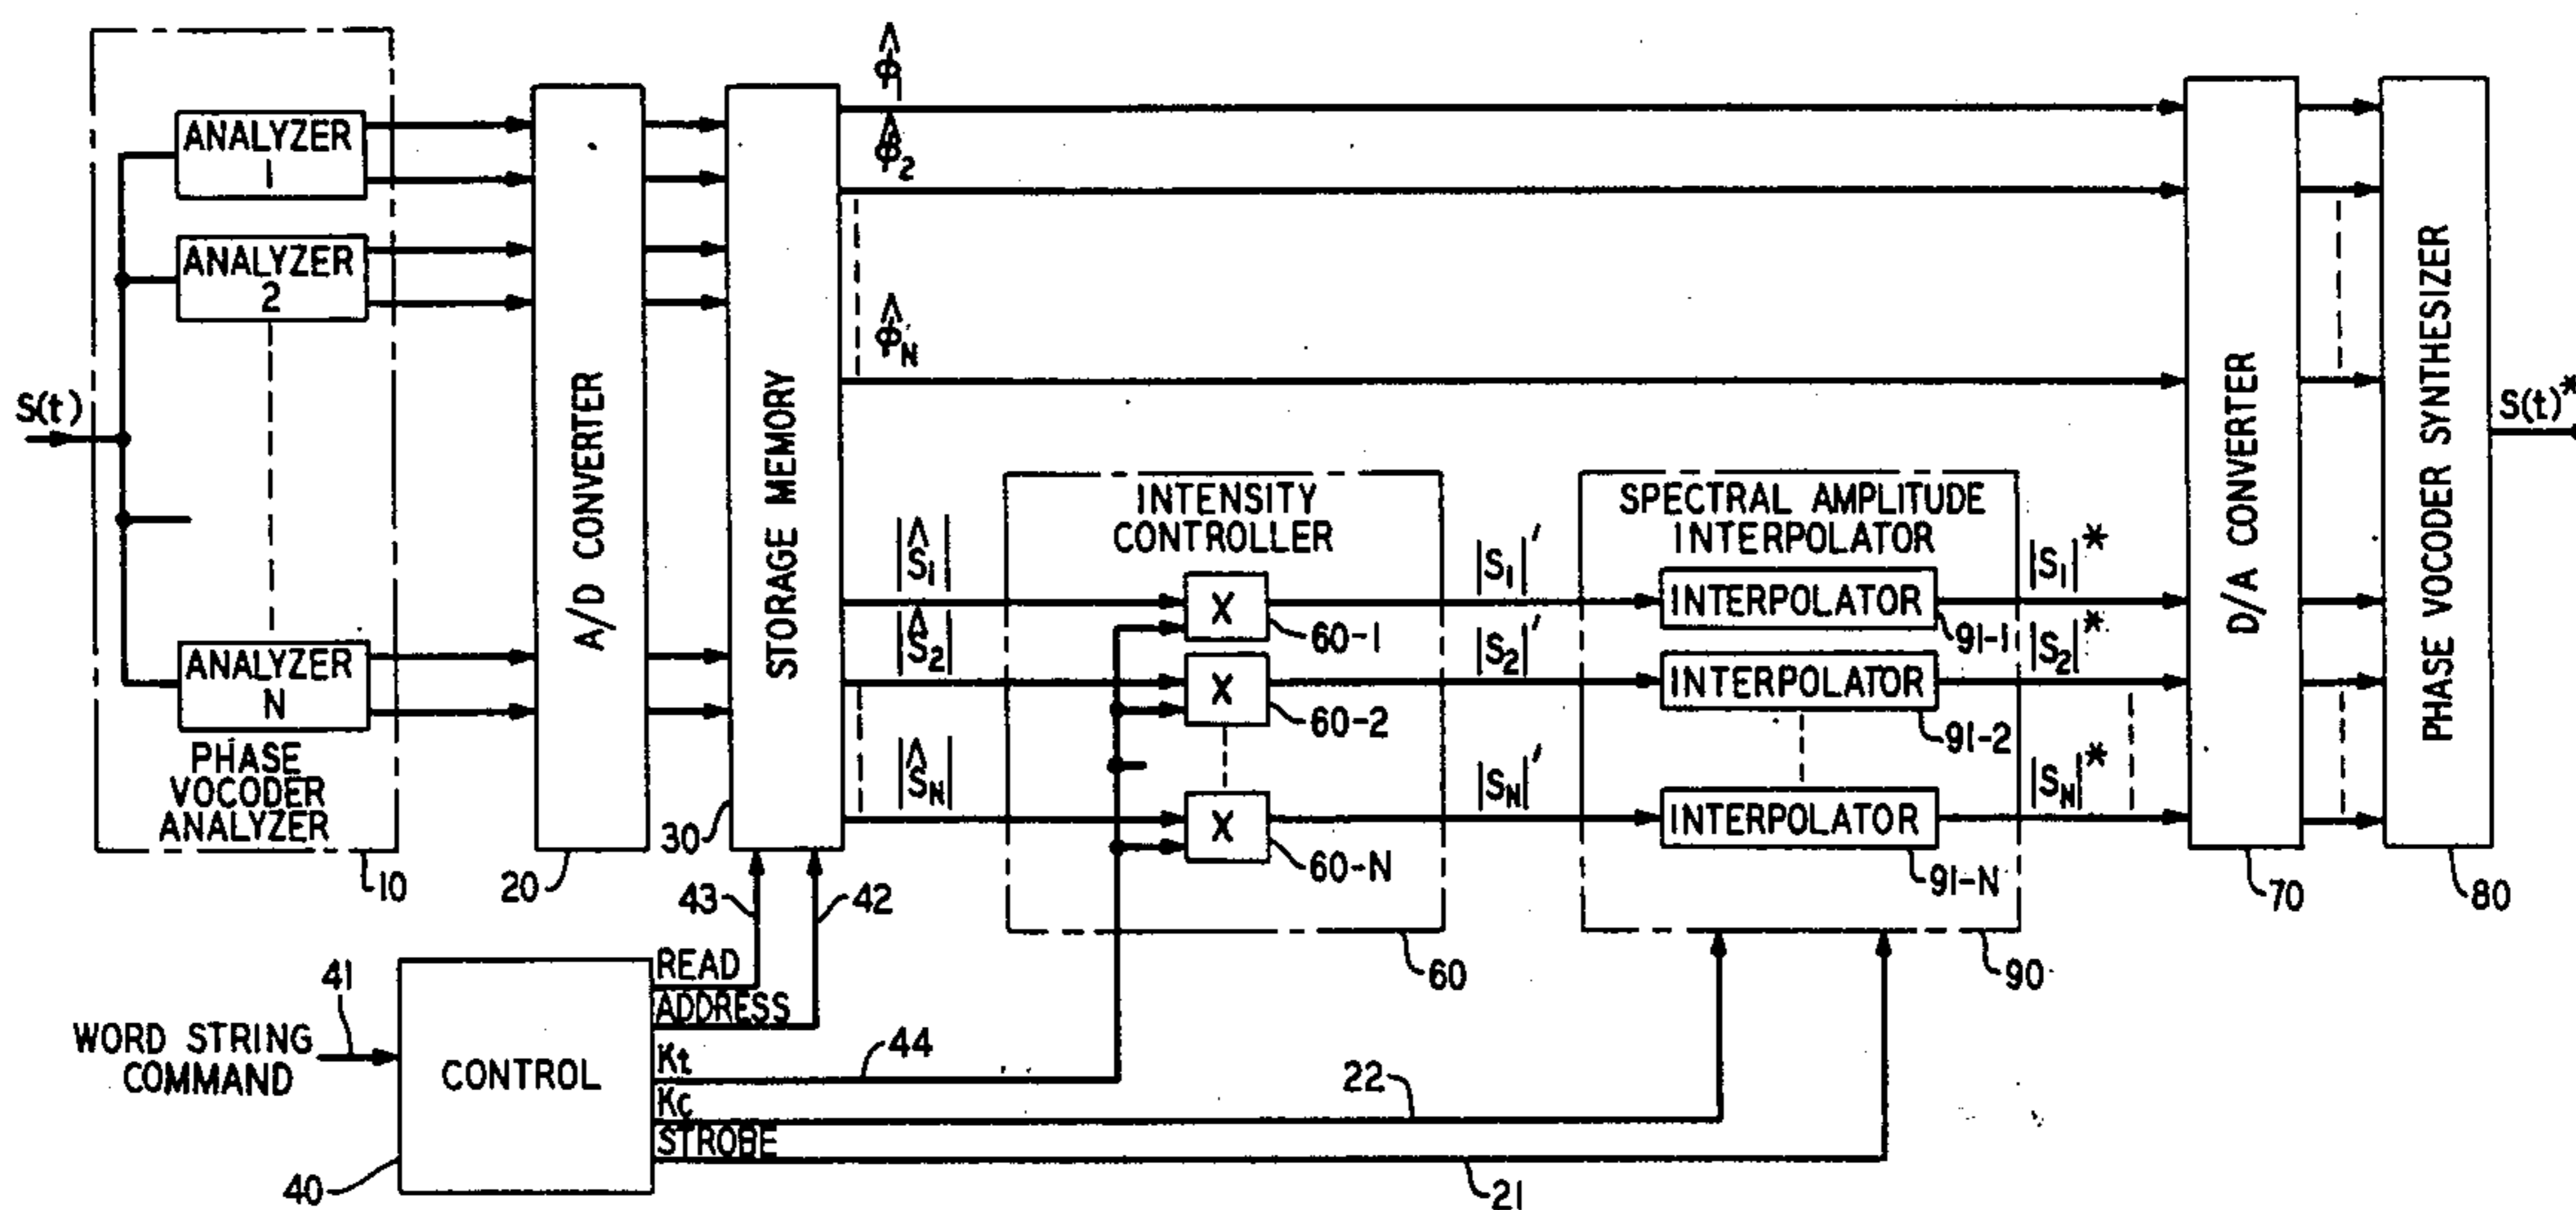 S(t)
ANALYZER
1
ANALYZER
2
ANALYZER
N
PHASE
VOCODER
ANALYZER
10
A/D CONVERTER
20
STORAGE MEMORY
30
43
42
Φ̂1
Φ̂2
Φ̂N
|Ŝ1|
|Ŝ2|
|ŜN|
INTENSITY
CONTROLLER
X
60-1
X
60-2
X
60-N
60
|S1|′
|S2|′
|SN|′
SPECTRAL AMPLITUDE
INTERPOLATOR
INTERPOLATOR
91-1
INTERPOLATOR
91-2
INTERPOLATOR
91-N
90
|S1|*
|S2|*
|SN|*
D/A CONVERTER
70
PHASE VOCODER SYNTHESIZER
80
S(t)*
41
WORD STRING
COMMAND
CONTROL
40
READ
ADDRESS
Kt
44
Kc
22
STROBE
21